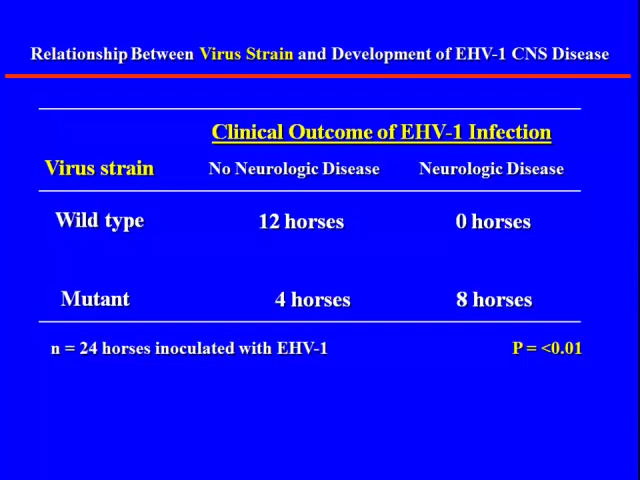 Relationship Between Virus Strain and Development of EHV-1 CNS Disease
Clinical Outcome of EHV-1 Infection
Virus strain No Neurologic Disease Neurologic Disease
Wild type 12 horses 0 horses
Mutant 4 horses 8 horses
n = 24 horses inoculated with EHV-1 P = <0.01